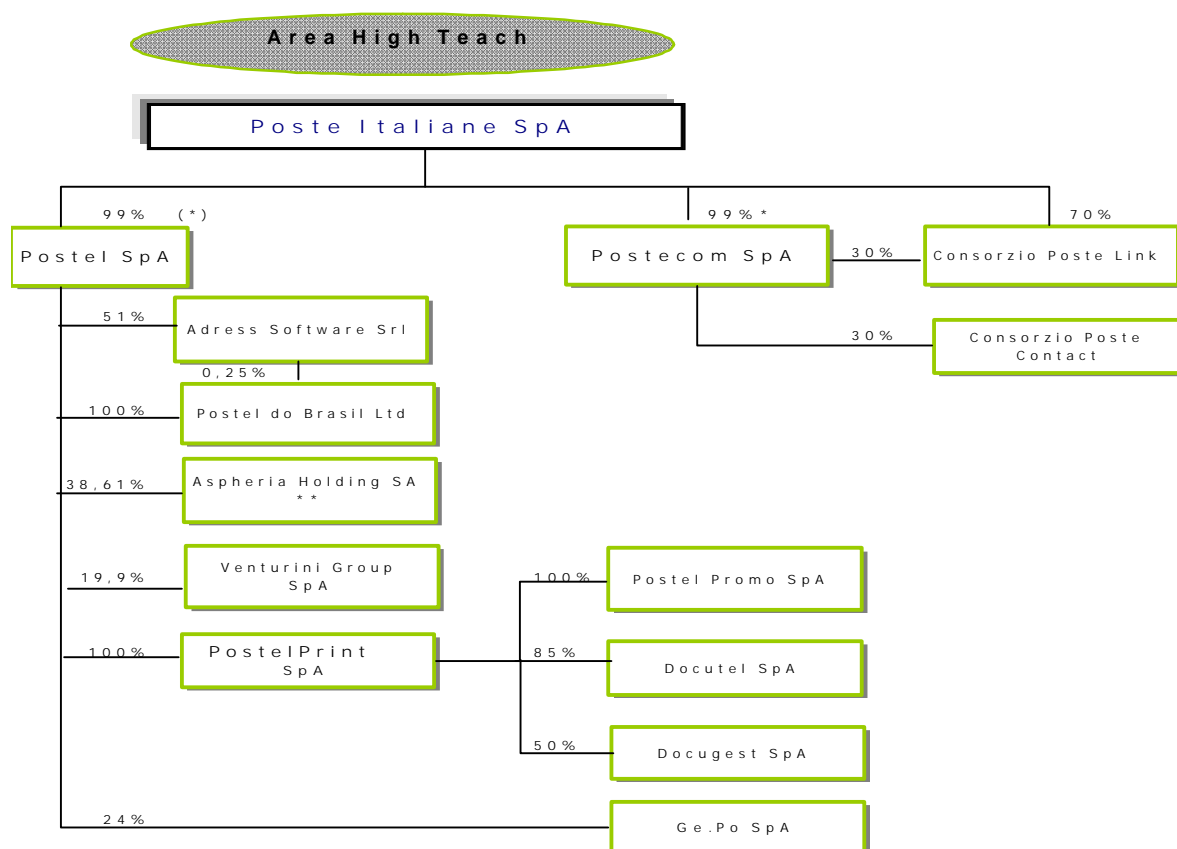 Area High Teach
Poste Italiane SpA
99% (*)
99%*
70%
Postel SpA
Postecom SpA
30%
Consorzio Poste Link
51%
Adress Software Srl
30%
Consorzio Poste
Contact
0,25%
100%
Postel do Brasil Ltd
38,61%
Aspheria Holding SA
**
19,9%
Venturini Group
SpA
100%
Postel Promo SpA
100%
PostelPrint
SpA
85%
Docutel SpA
50%
Docugest SpA
24%
Ge.Po SpA